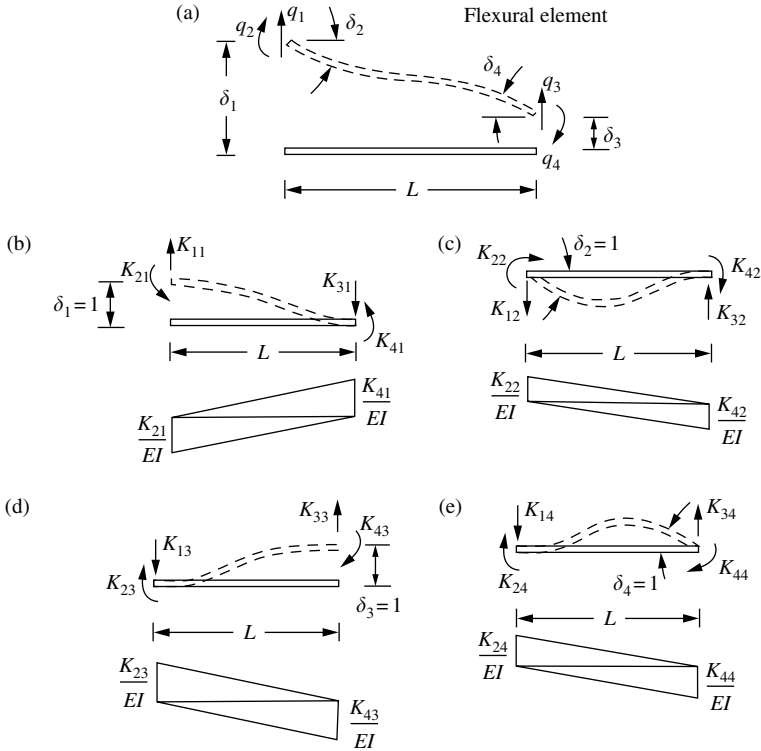 (a)
Flexural element
q₂
q₁
δ₂
δ₁
δ₄
q₃
δ₃
q₄
L
(b)
K₁₁
K₂₁
δ₁ = 1
K₃₁
K₄₁
L
K₂₁/EI
K₄₁/EI
(c)
K₂₂
δ₂ = 1
K₄₂
K₁₂
K₃₂
L
K₂₂/EI
K₄₂/EI
(d)
K₃₃
K₁₃
K₄₃
K₂₃
δ₃ = 1
L
K₂₃/EI
K₄₃/EI
(e)
K₁₄
K₃₄
K₂₄
δ₄ = 1
K₄₄
L
K₂₄/EI
K₄₄/EI